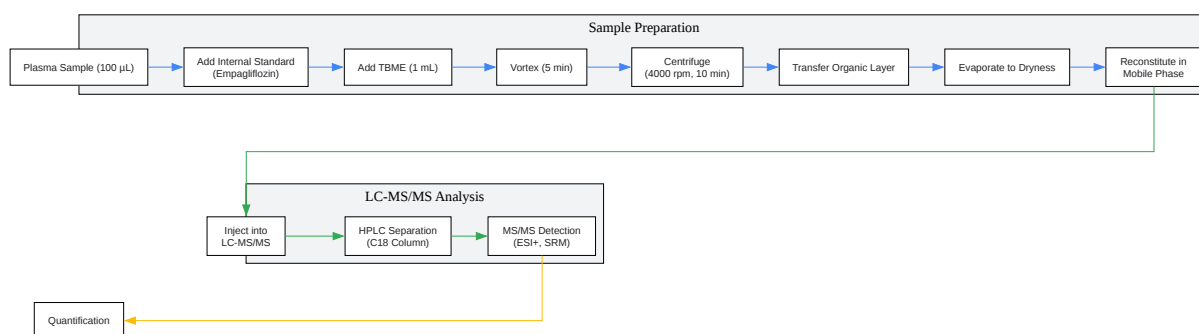 Sample Preparation
Plasma Sample (100 µL)
Add Internal Standard
(Empagliflozin)
Add TBME (1 mL)
Vortex (5 min)
Centrifuge
(4000 rpm, 10 min)
Transfer Organic Layer
Evaporate to Dryness
Reconstitute in
Mobile Phase
LC-MS/MS Analysis
Inject into
LC-MS/MS
HPLC Separation
(C18 Column)
MS/MS Detection
(ESI+, SRM)
Quantification